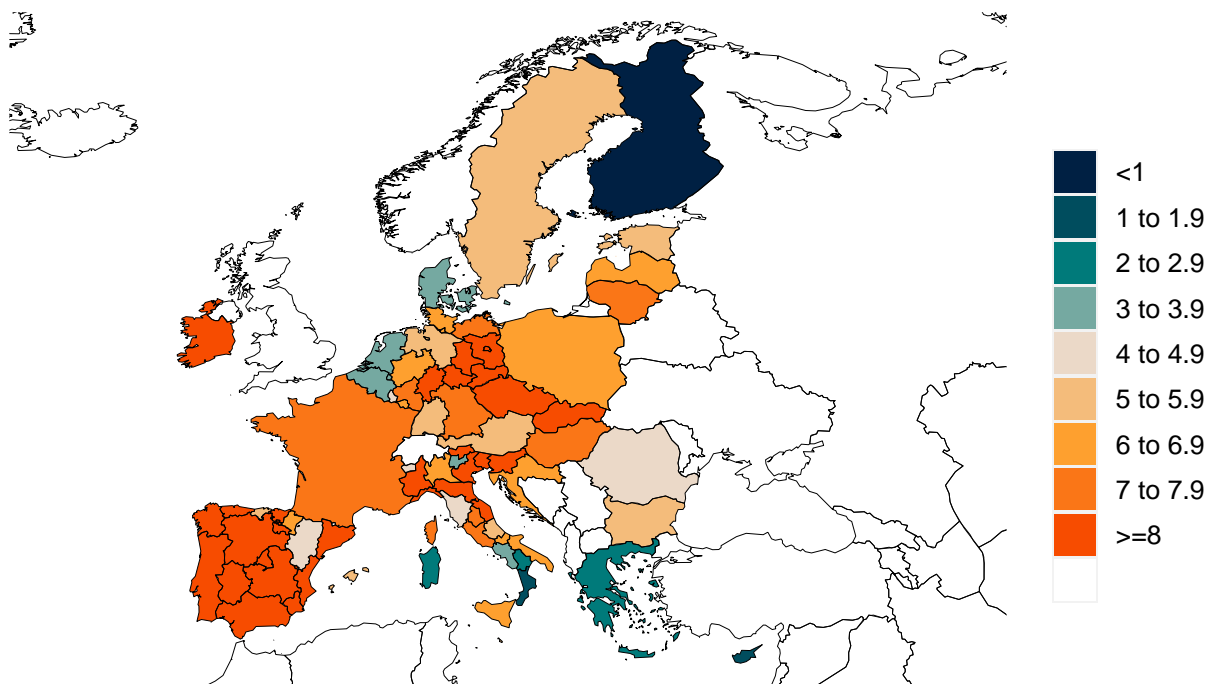 <1
1 to 1.9
2 to 2.9
3 to 3.9
4 to 4.9
5 to 5.9
6 to 6.9
7 to 7.9
>=8